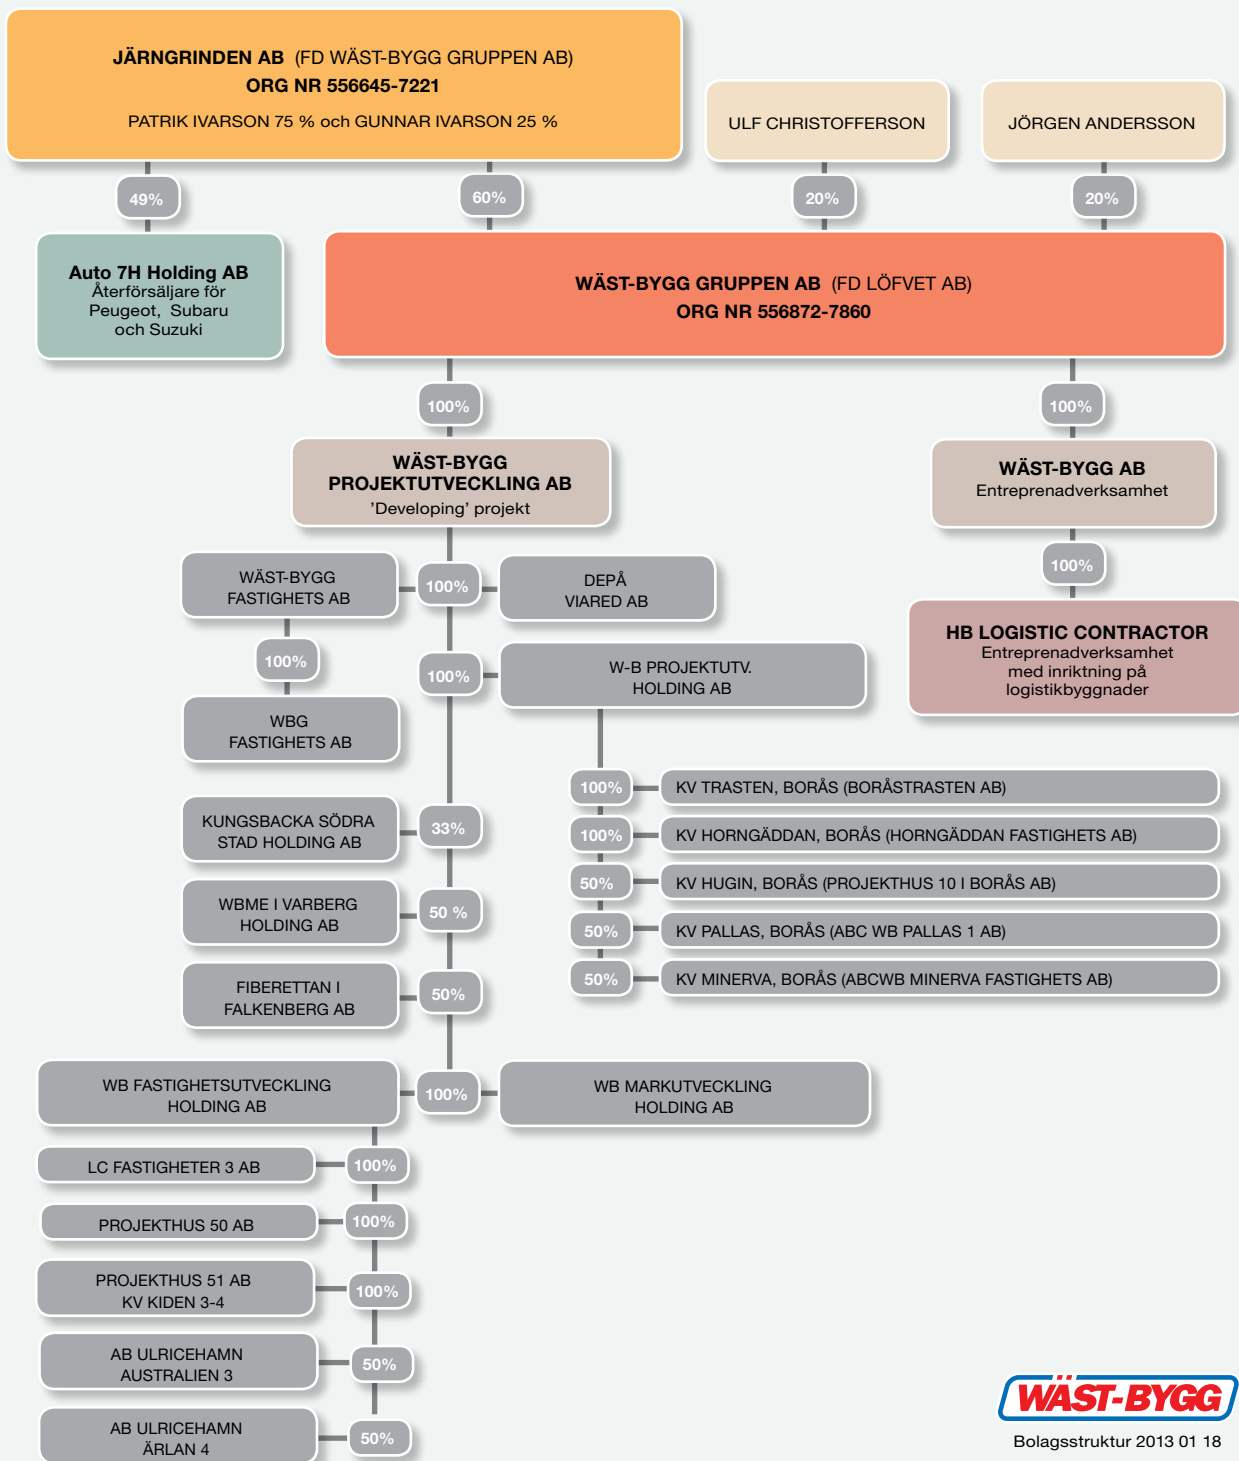 JÄRNGRINDEN AB (FD WÄST-BYGG GRUPPEN AB)
ORG NR 556645-7221
PATRIK IVARSON 75 % och GUNNAR IVARSON 25 %
ULF CHRISTOFFERSON
JÖRGEN ANDERSSON
49%
60%
20%
20%
Auto 7H Holding AB
Återförsäljare för
Peugeot, Subaru
och Suzuki
WÄST-BYGG GRUPPEN AB (FD LÖFVET AB)
ORG NR 556872-7860
100%
100%
WÄST-BYGG
PROJEKTUTVECKLING AB
’Developing’ projekt
WÄST-BYGG AB
Entreprenadverksamhet
100%
HB LOGISTIC CONTRACTOR
Entreprenadverksamhet
med inriktning på
logistikbyggnader
WÄST-BYGG
FASTIGHETS AB
100%
DEPÅ
VIARED AB
100%
WBG
FASTIGHETS AB
100%
W-B PROJEKTUTV.
HOLDING AB
100%
KV TRASTEN, BORÅS (BORÅSTRASTEN AB)
100%
KV HORNGÄDDAN, BORÅS (HORNGÄDDAN FASTIGHETS AB)
50%
KV HUGIN, BORÅS (PROJEKTHUS 10 I BORÅS AB)
50%
KV PALLAS, BORÅS (ABC WB PALLAS 1 AB)
50%
KV MINERVA, BORÅS (ABCWB MINERVA FASTIGHETS AB)
KUNGSBACKA SÖDRA
STAD HOLDING AB
33%
WBME I VARBERG
HOLDING AB
50 %
FIBERETTAN I
FALKENBERG AB
50%
WB FASTIGHETSUTVECKLING
HOLDING AB
100%
WB MARKUTVECKLING
HOLDING AB
LC FASTIGHETER 3 AB
100%
PROJEKTHUS 50 AB
100%
PROJEKTHUS 51 AB
KV KIDEN 3-4
100%
AB ULRICEHAMN
AUSTRALIEN 3
50%
AB ULRICEHAMN
ÄRLAN 4
50%
WÄST-BYGG
Bolagsstruktur 2013 01 18